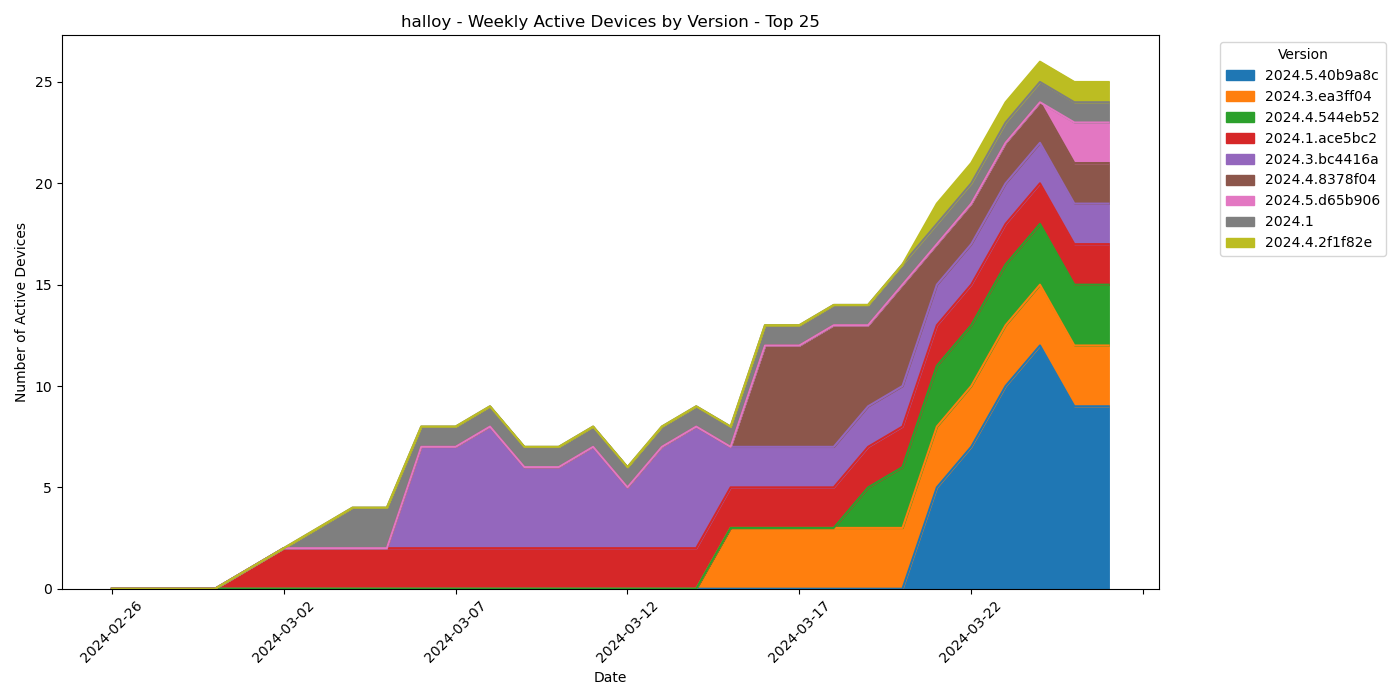 halloy - Weekly Active Devices by Version - Top 25
Number of Active Devices
25
20
15
10
5
0
2024-02-26
2024-03-02
2024-03-07
2024-03-12
2024-03-17
2024-03-22
Date
Version
2024.5.40b9a8c
2024.3.ea3ff04
2024.4.544eb52
2024.1.ace5bc2
2024.3.bc4416a
2024.4.8378f04
2024.5.d65b906
2024.1
2024.4.2f1f82e